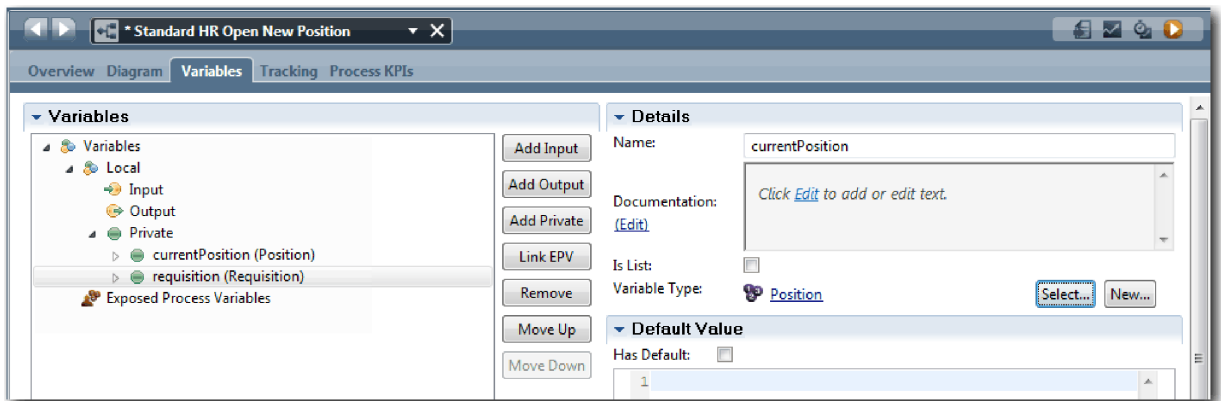 * Standard HR Open New Position
Overview Diagram Variables Tracking Process KPIs
Variables
Variables
Local
Input
Output
Private
currentPosition (Position)
requisition (Requisition)
Exposed Process Variables
Add Input
Add Output
Add Private
Link EPV
Remove
Move Up
Move Down
Details
Name: currentPosition
Documentation: (Edit)
Click Edit to add or edit text.
Is List:
Variable Type: Position Select... New...
Default Value
Has Default:
1